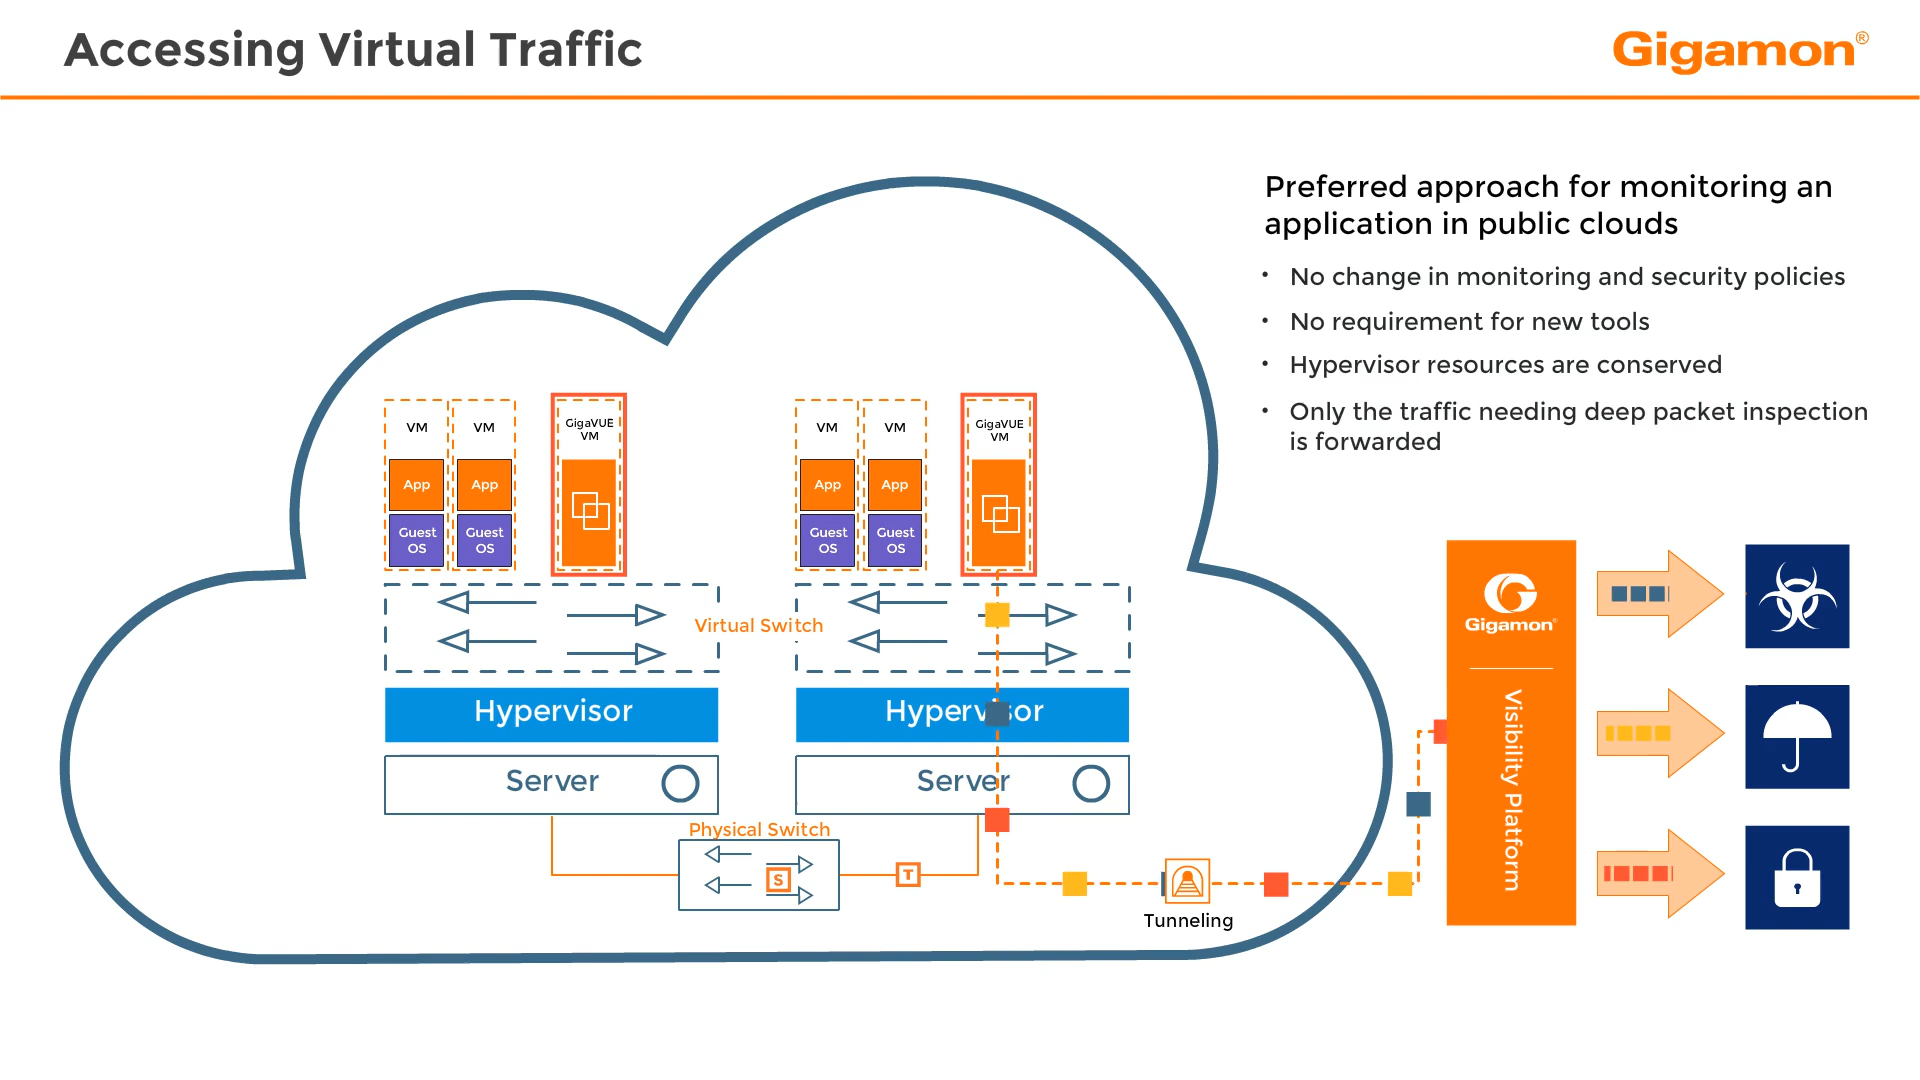 Accessing Virtual Traffic
Gigamon®
Preferred approach for monitoring an
application in public clouds
• No change in monitoring and security policies
• No requirement for new tools
• Hypervisor resources are conserved
• Only the traffic needing deep packet inspection
is forwarded
VM
VM
GigaVUE
VM
App
App
Guest
OS
Guest
OS
VM
VM
GigaVUE
VM
App
App
Guest
OS
Guest
OS
Virtual Switch
Hypervisor
Hypervisor
Server
Server
Physical Switch
S
T
Tunneling
Gigamon®
Visibility Platform